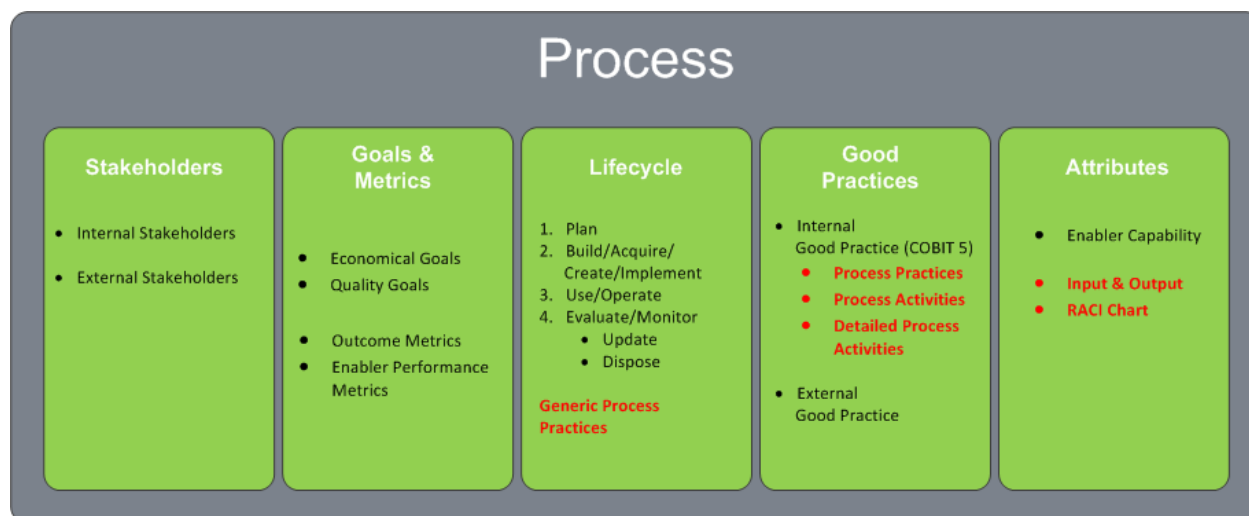 Process
Stakeholders
• Internal Stakeholders
• External Stakeholders
Goals &
Metrics
• Economical Goals
• Quality Goals
• Outcome Metrics
• Enabler Performance
Metrics
Lifecycle
1. Plan
2. Build/Acquire/
Create/Implement
3. Use/Operate
4. Evaluate/Monitor
• Update
• Dispose
Generic Process
Practices
Good
Practices
• Internal
Good Practice (COBIT 5)
• Process Practices
• Process Activities
• Detailed Process
Activities
• External
Good Practice
Attributes
• Enabler Capability
• Input & Output
• RACI Chart